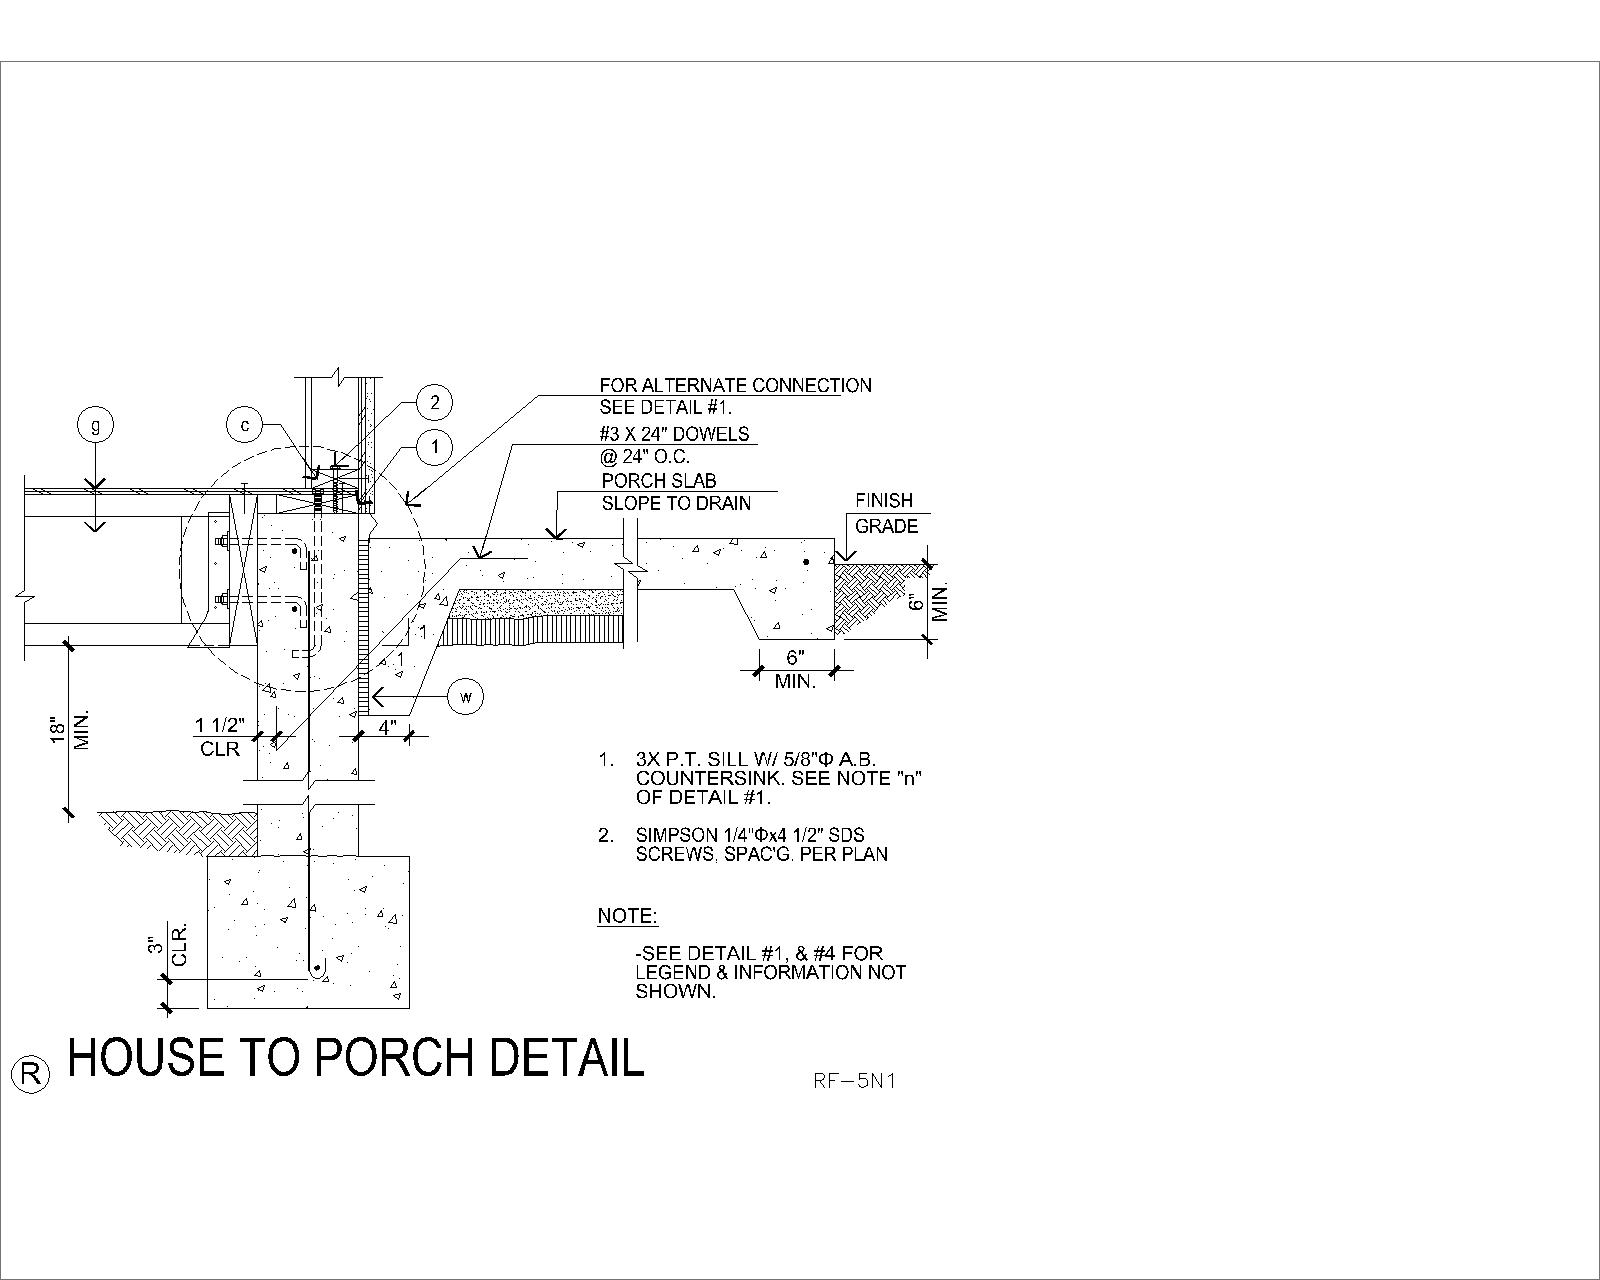 FOR ALTERNATE CONNECTION
SEE DETAIL #1.
#3 X 24" DOWELS
@ 24" O.C.
PORCH SLAB
SLOPE TO DRAIN
FINISH
GRADE
g
c
2
1
w
1
1
6"
MIN.
6"
MIN.
18"
MIN.
1 1/2"
CLR
4"
3"
CLR.
1. 3X P.T. SILL W/ 5/8"Φ A.B.
COUNTERSINK. SEE NOTE "n"
OF DETAIL #1.
2. SIMPSON 1/4"Φx4 1/2" SDS
SCREWS, SPAC'G. PER PLAN
NOTE:
-SEE DETAIL #1, & #4 FOR
LEGEND & INFORMATION NOT
SHOWN.
R HOUSE TO PORCH DETAIL
RF-5N1